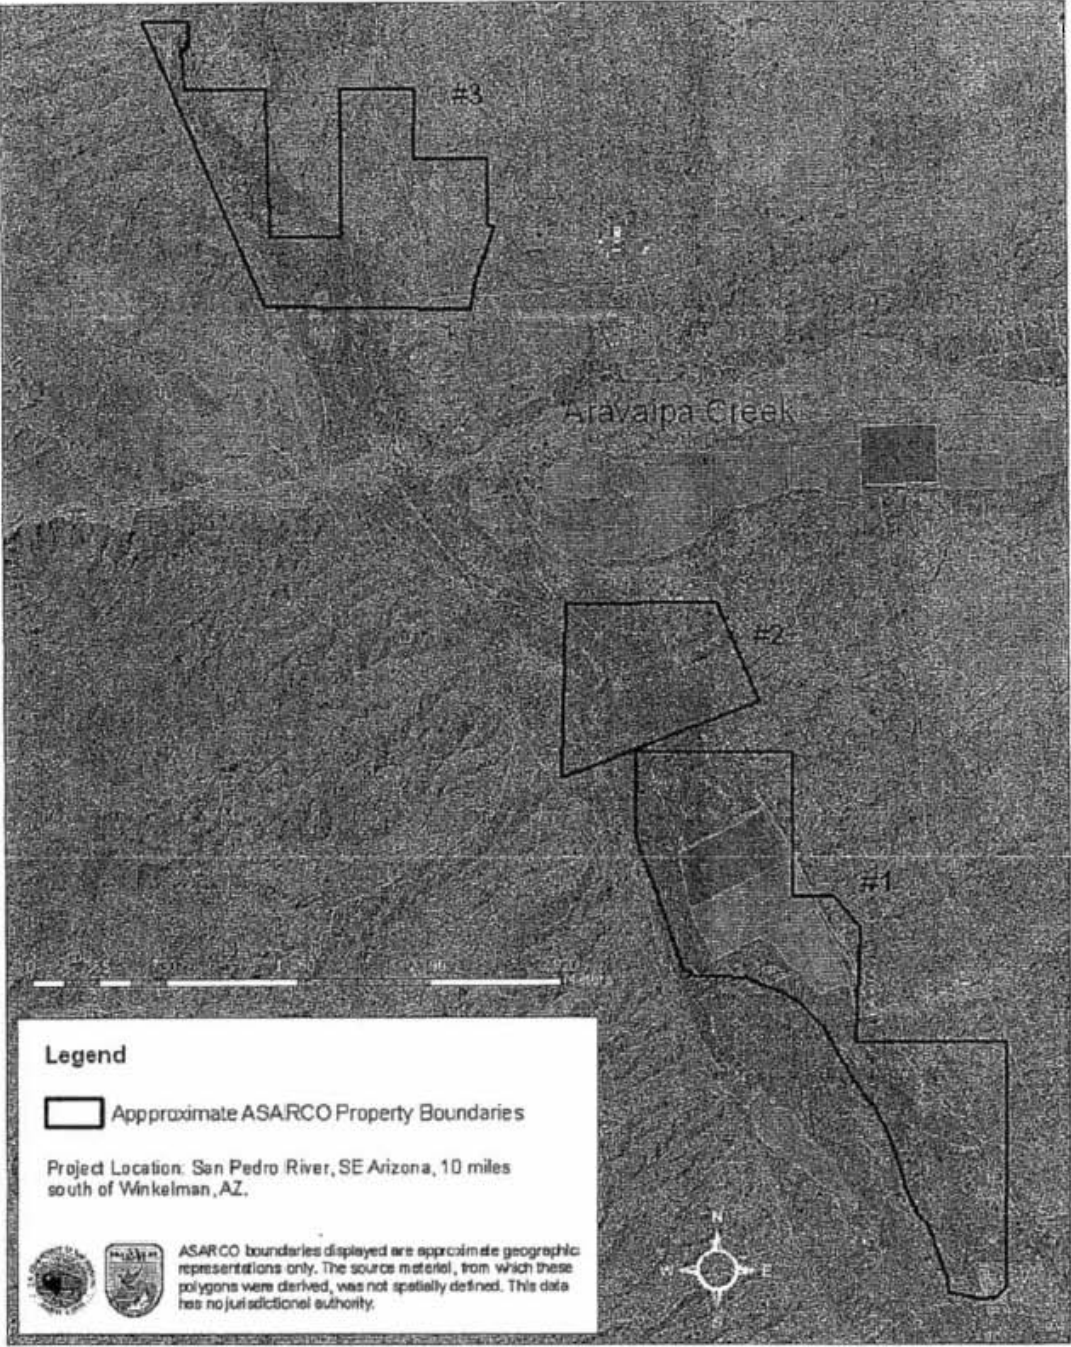 #3
Aravaipa Creek
#2
#1
Legend
Appproximate ASARCO Property Boundaries
Project Location: San Pedro River, SE Arizona, 10 miles
south of Winkelman, AZ.
ASARCO boundaries displayed are approximate geographic
representations only. The source material, from which these
polygons were derived, was not spatially defined. This data
has no jurisdictional authority.
N
E